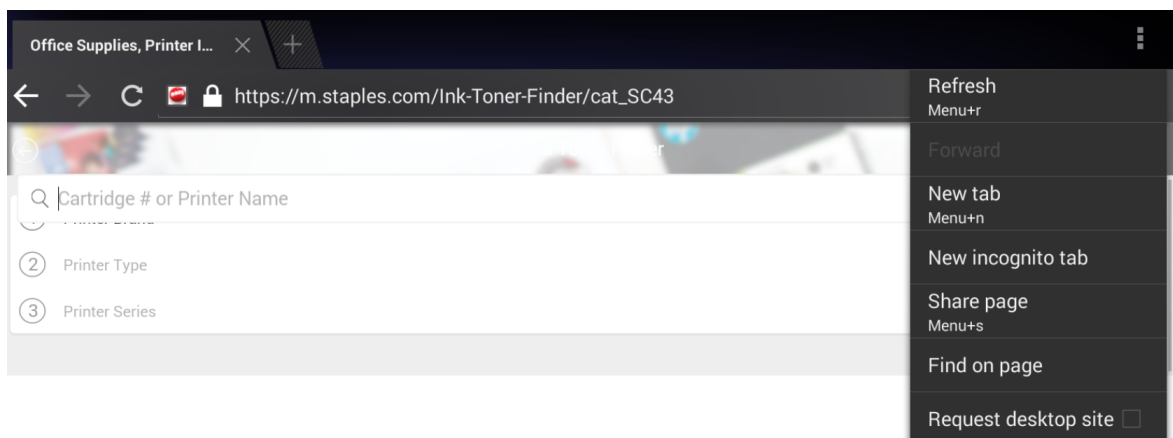 Office Supplies, Printer I...
https://m.staples.com/Ink-Toner-Finder/cat_SC43
Cartridge # or Printer Name
2 Printer Type
3 Printer Series
Refresh
Menu+r
Forward
New tab
Menu+n
New incognito tab
Share page
Menu+s
Find on page
Request desktop site